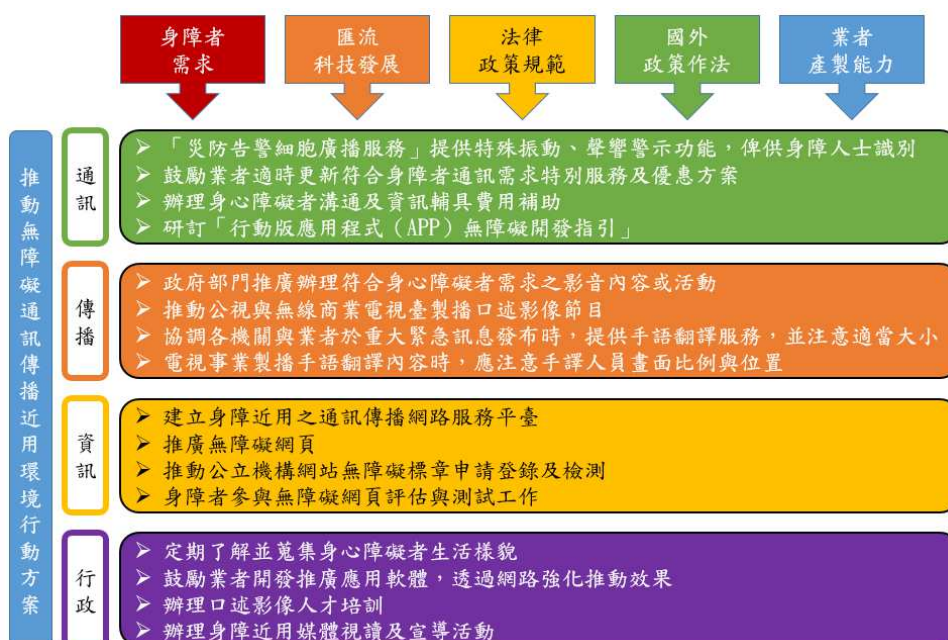 身障者
需求
匯流
科技發展
法律
政策規範
國外
政策作法
業者
產製能力
推動無障礙通訊傳播近用環境行動方案
通訊
➢ 「災防告警細胞廣播服務」提供特殊振動、聲響警示功能，俾供身障人士識別
➢ 鼓勵業者適時更新符合身障者通訊需求特別服務及優惠方案
➢ 辦理身心障礙者溝通及資訊輔具費用補助
➢ 研訂「行動版應用程式（APP）無障礙開發指引」
傳播
➢ 政府部門推廣辦理符合身心障礙者需求之影音內容或活動
➢ 推動公視與無線商業電視臺製播口述影像節目
➢ 協調各機關與業者於重大緊急訊息發布時，提供手語翻譯服務，並注意適當大小
➢ 電視事業製播手語翻譯內容時，應注意手譯人員畫面比例與位置
資訊
➢ 建立身障近用之通訊傳播網路服務平臺
➢ 推廣無障礙網頁
➢ 推動公立機構網站無障礙標章申請登錄及檢測
➢ 身障者參與無障礙網頁評估與測試工作
行政
➢ 定期了解並蒐集身心障礙者生活樣貌
➢ 鼓勵業者開發推廣應用軟體，透過網路強化推動效果
➢ 辦理口述影像人才培訓
➢ 辦理身障近用媒體視讀及宣導活動